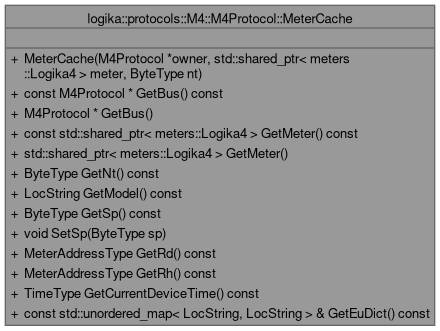 logika::protocols::M4::M4Protocol::MeterCache
+ MeterCache(M4Protocol *owner, std::shared_ptr< meters
::Logika4 > meter, ByteType nt)
+ const M4Protocol * GetBus() const
+ M4Protocol * GetBus()
+ const std::shared_ptr< meters::Logika4 > GetMeter() const
+ std::shared_ptr< meters::Logika4 > GetMeter()
+ ByteType GetNt() const
+ LocString GetModel() const
+ ByteType GetSp() const
+ void SetSp(ByteType sp)
+ MeterAddressType GetRd() const
+ MeterAddressType GetRh() const
+ TimeType GetCurrentDeviceTime() const
+ const std::unordered_map< LocString, LocString > & GetEuDict() const